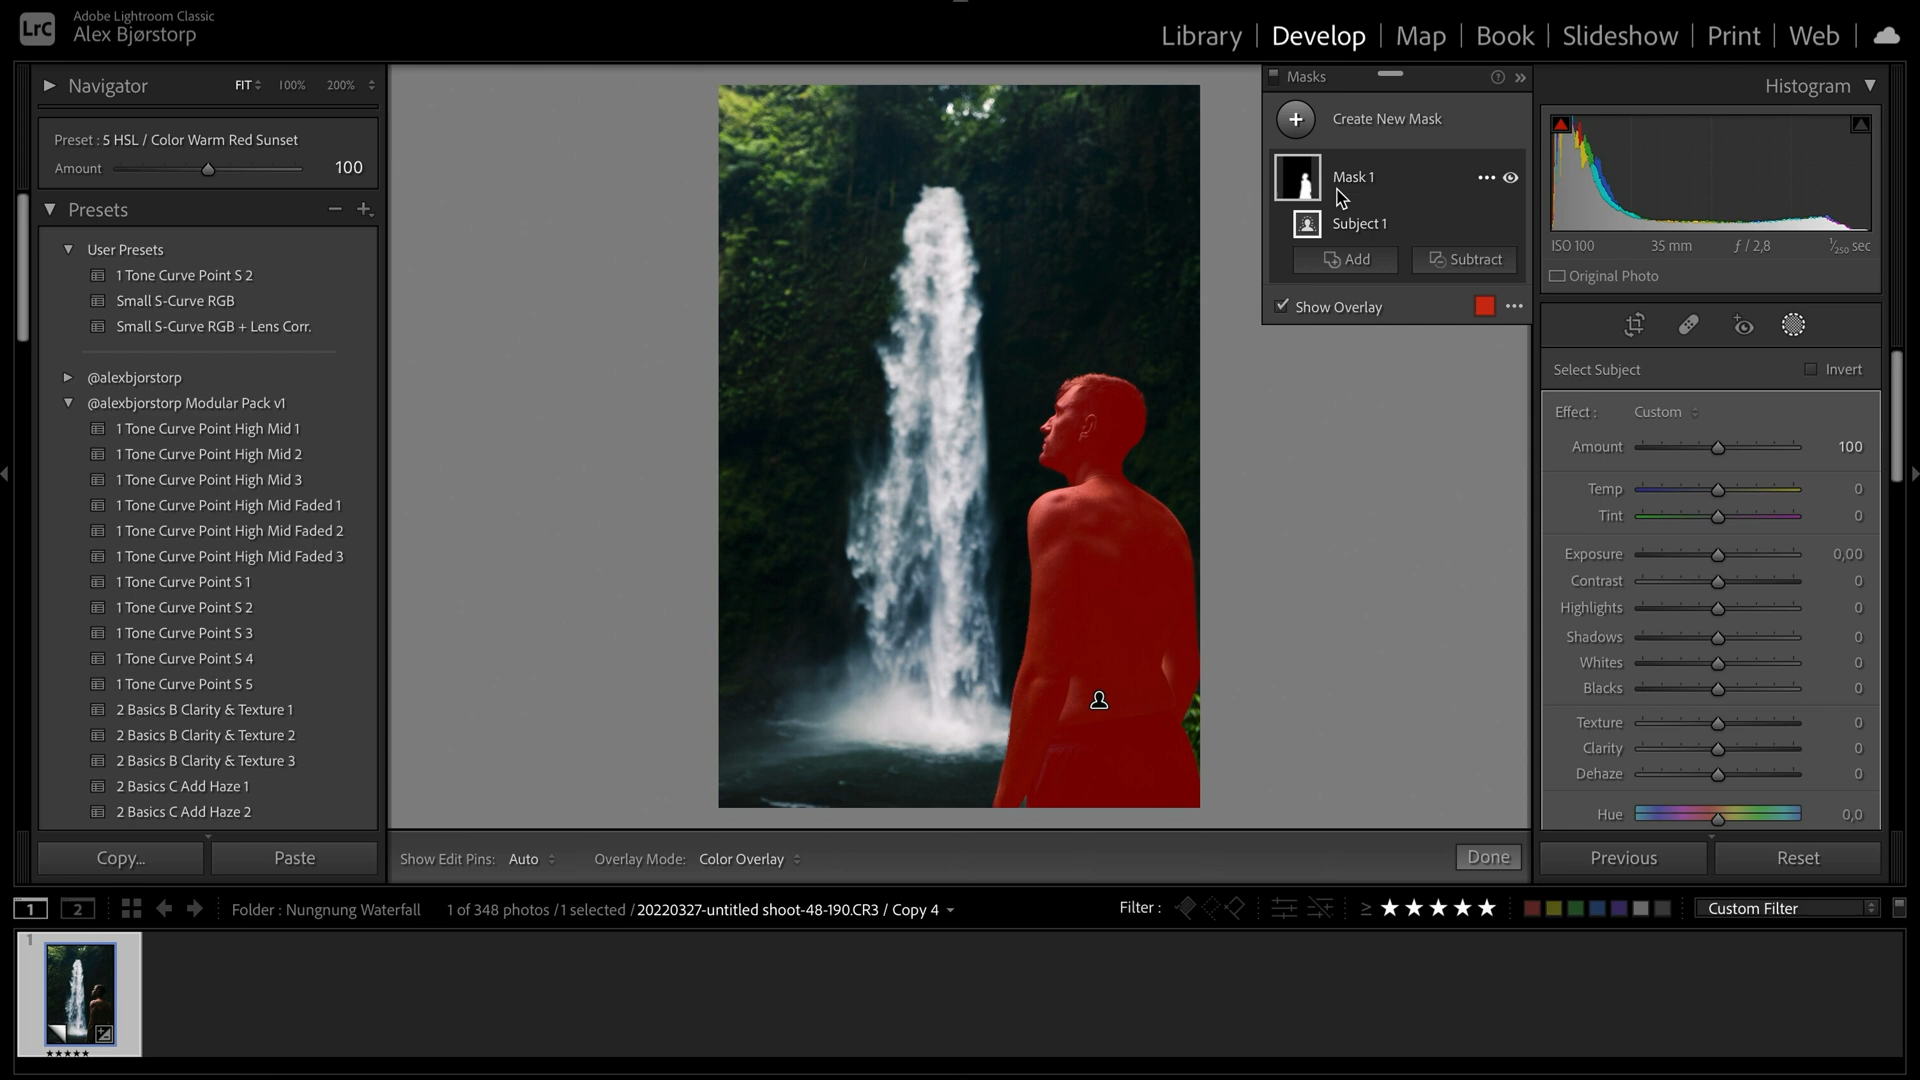 LrC
Adobe Lightroom Classic
Alex Bjørstorp
Library | Develop | Map | Book | Slideshow | Print | Web
Navigator FIT 100% 200%
Preset : 5 HSL / Color Warm Red Sunset
Amount 100
Presets
User Presets
1 Tone Curve Point S 2
Small S-Curve RGB
Small S-Curve RGB + Lens Corr.
@alexbjorstorp
@alexbjorstorp Modular Pack v1
1 Tone Curve Point High Mid 1
1 Tone Curve Point High Mid 2
1 Tone Curve Point High Mid 3
1 Tone Curve Point High Mid Faded 1
1 Tone Curve Point High Mid Faded 2
1 Tone Curve Point High Mid Faded 3
1 Tone Curve Point S 1
1 Tone Curve Point S 2
1 Tone Curve Point S 3
1 Tone Curve Point S 4
1 Tone Curve Point S 5
2 Basics B Clarity & Texture 1
2 Basics B Clarity & Texture 2
2 Basics B Clarity & Texture 3
2 Basics C Add Haze 1
2 Basics C Add Haze 2
Copy... Paste
Masks
Create New Mask
Mask 1
Subject 1
Add Subtract
Show Overlay
Show Edit Pins: Auto Overlay Mode: Color Overlay Done
Histogram
ISO 100 35 mm ƒ / 2,8 1/250 sec
Original Photo
Select Subject Invert
Effect : Custom
Amount 100
Temp 0
Tint 0
Exposure 0,00
Contrast 0
Highlights 0
Shadows 0
Whites 0
Blacks 0
Texture 0
Clarity 0
Dehaze 0
Hue 0,0
Previous Reset
1 2 Folder : Nungnung Waterfall 1 of 348 photos / 1 selected / 20220327-untitled shoot-48-190.CR3 / Copy 4 Filter : ≥ ★★★★★ Custom Filter
1
★★★★★